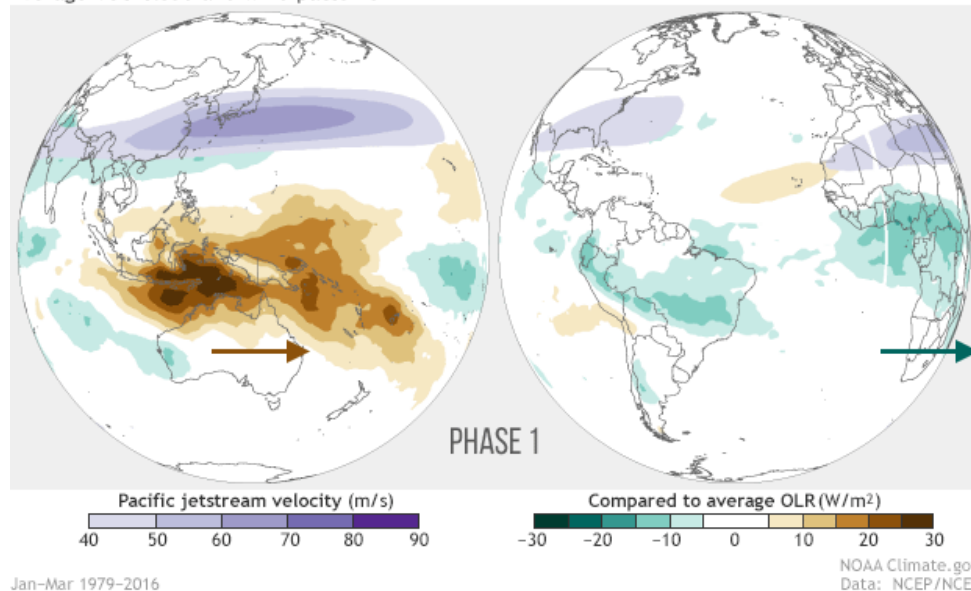 PHASE 1
Pacific jetstream velocity (m/s)
40 50 60 70 80 90
Compared to average OLR (W/m²)
−30 −20 −10 0 10 20 30
NOAA Climate.go
Jan–Mar 1979–2016
Data: NCEP/NCE